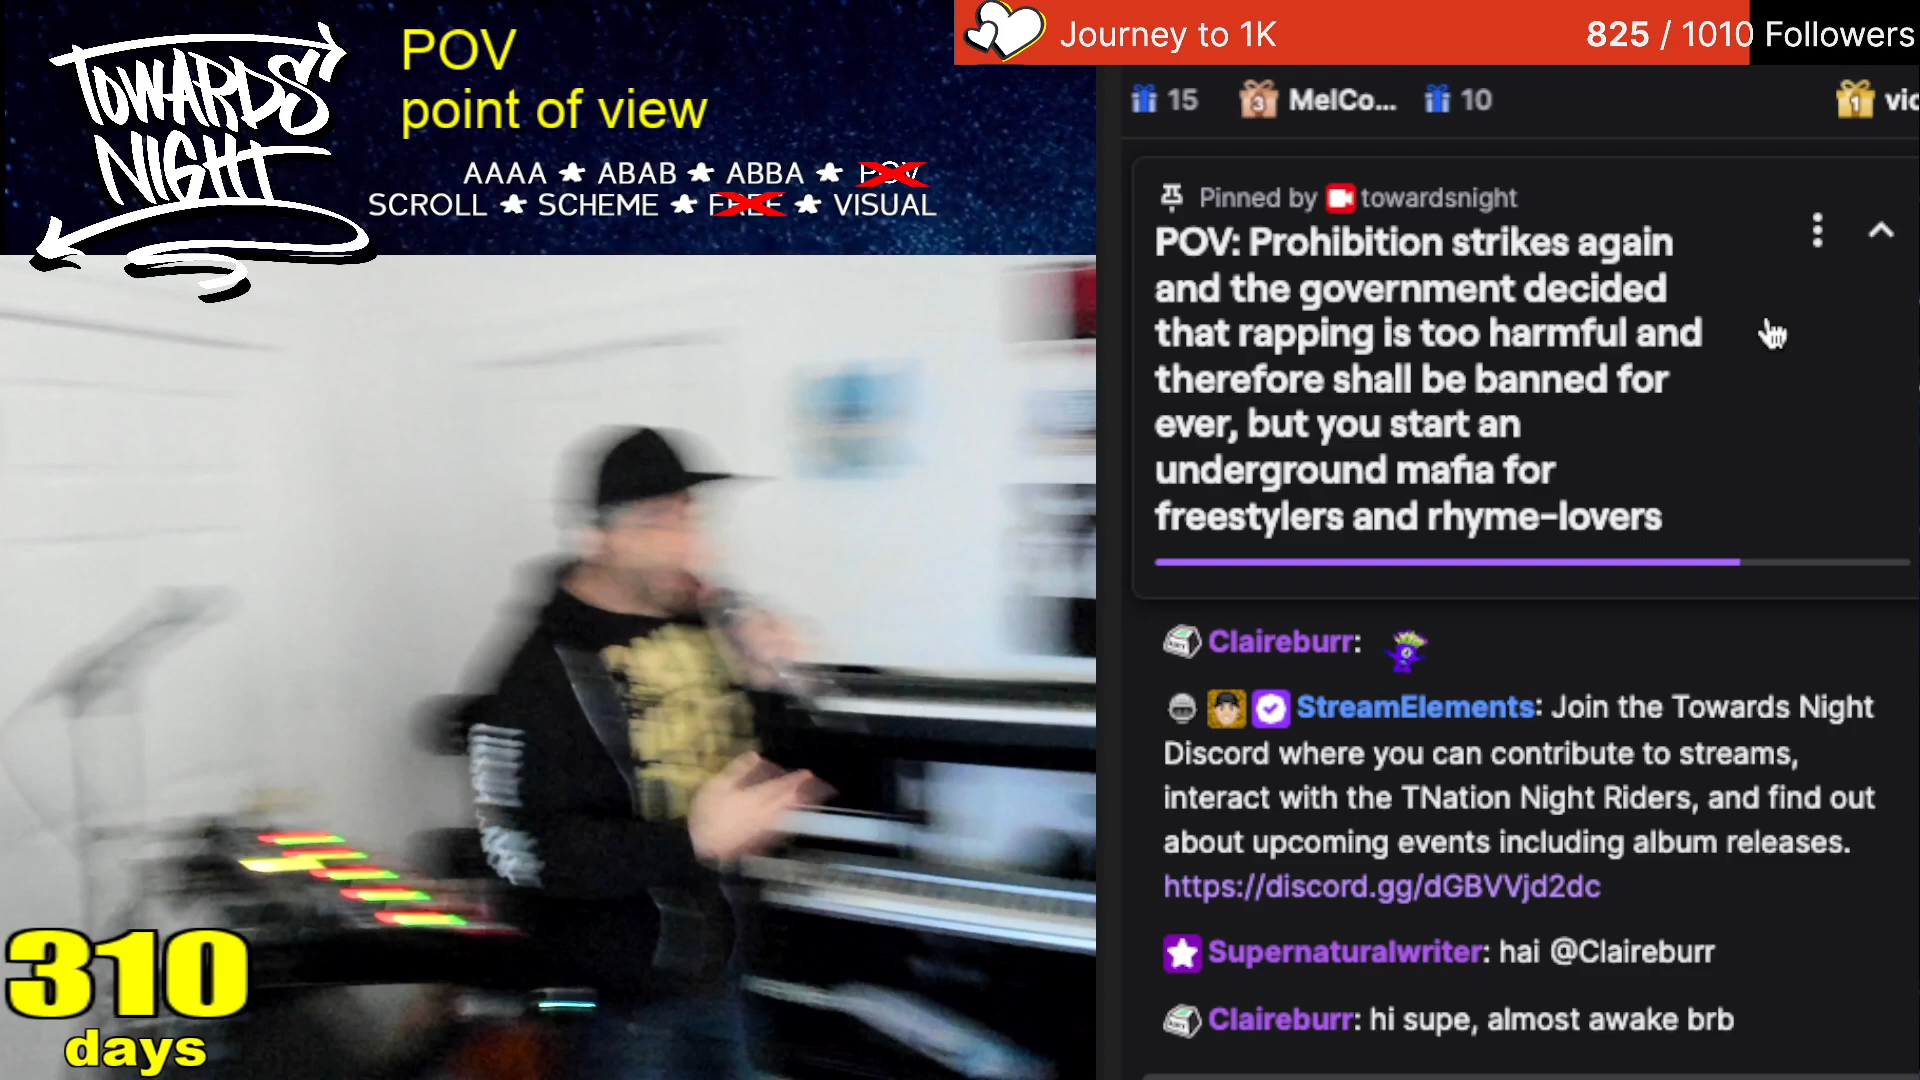 TOWARDS
NIGHT
POV
point of view
AAAA ★ ABAB ★ ABBA ★ POV
SCROLL ★ SCHEME ★ FREE ★ VISUAL
Journey to 1K
825 / 1010 Followers
15
3 MelCo...
10
1 vic
Pinned by towardsnight
POV: Prohibition strikes again
and the government decided
that rapping is too harmful and
therefore shall be banned for
ever, but you start an
underground mafia for
freestylers and rhyme-lovers
Claireburr:
StreamElements: Join the Towards Night
Discord where you can contribute to streams,
interact with the TNation Night Riders, and find out
about upcoming events including album releases.
https://discord.gg/dGBVVjd2dc
Supernaturalwriter: hai @Claireburr
Claireburr: hi supe, almost awake brb
310
days